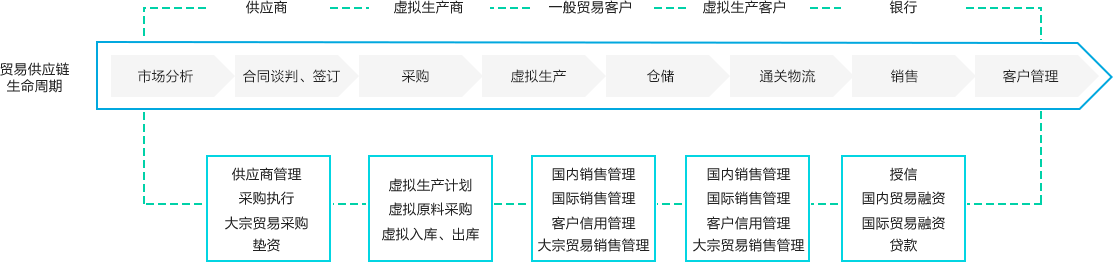 供应商
虚拟生产商
一般贸易客户
虚拟生产客户
银行
贸易供应链
生命周期
市场分析
合同谈判、签订
采购
虚拟生产
仓储
通关物流
销售
客户管理
供应商管理
采购执行
大宗贸易采购
垫资
虚拟生产计划
虚拟原料采购
虚拟入库、出库
国内销售管理
国际销售管理
客户信用管理
大宗贸易销售管理
国内销售管理
国际销售管理
客户信用管理
大宗贸易销售管理
授信
国内贸易融资
国际贸易融资
贷款